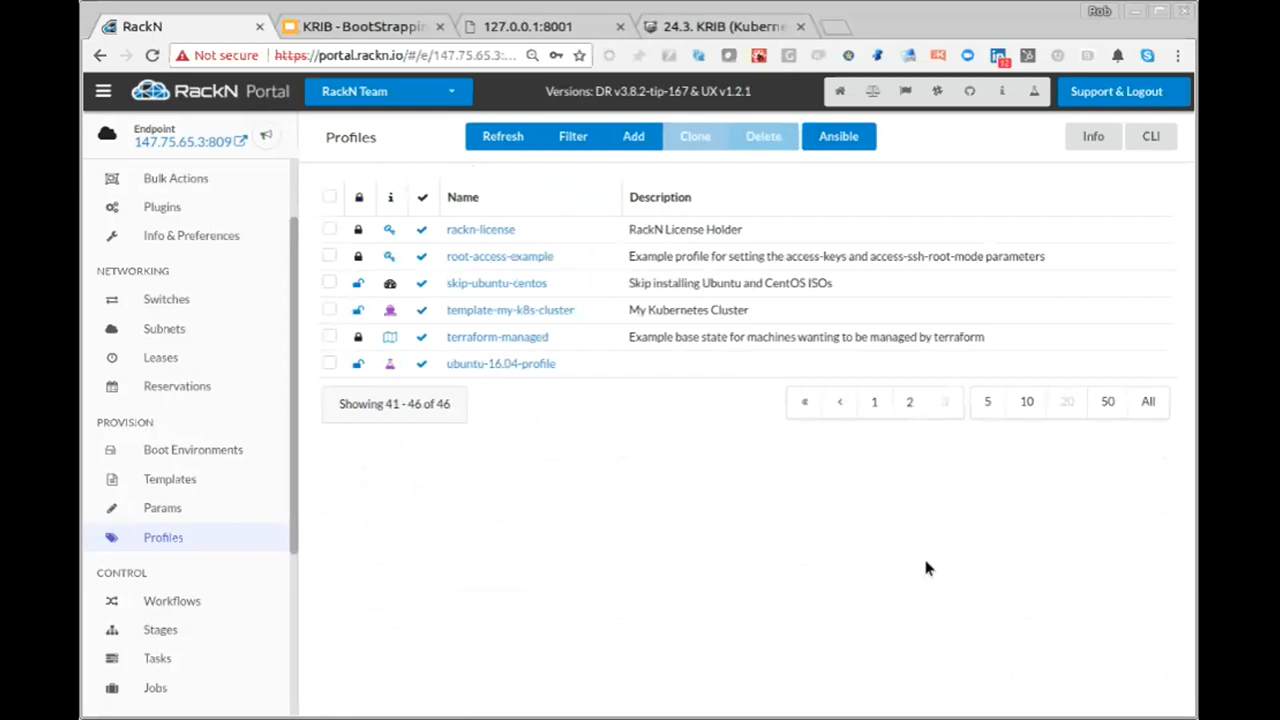 Rob
RackN
KRIB - BootStrappin
127.0.0.1:8001
24.3. KRIB (Kuberne
Not secure
https://portal.rackn.io/#/e/147.75.65.3:...
12
RackN Portal
RackN Team
Versions: DR v3.8.2-tip-167 & UX v1.2.1
Support & Logout
Endpoint
147.75.65.3:809
Profiles
Refresh
Filter
Add
Clone
Delete
Ansible
Info
CLI
Bulk Actions
Plugins
Info & Preferences
NETWORKING
Switches
Subnets
Leases
Reservations
PROVISION
Boot Environments
Templates
Params
Profiles
CONTROL
Workflows
Stages
Tasks
Jobs
Name Description
rackn-license RackN License Holder
root-access-example Example profile for setting the access-keys and access-ssh-root-mode parameters
skip-ubuntu-centos Skip installing Ubuntu and CentOS ISOs
template-my-k8s-cluster My Kubernetes Cluster
terraform-managed Example base state for machines wanting to be managed by terraform
ubuntu-16.04-profile
Showing 41 - 46 of 46
« ‹ 1 2 3 5 10 20 50 All